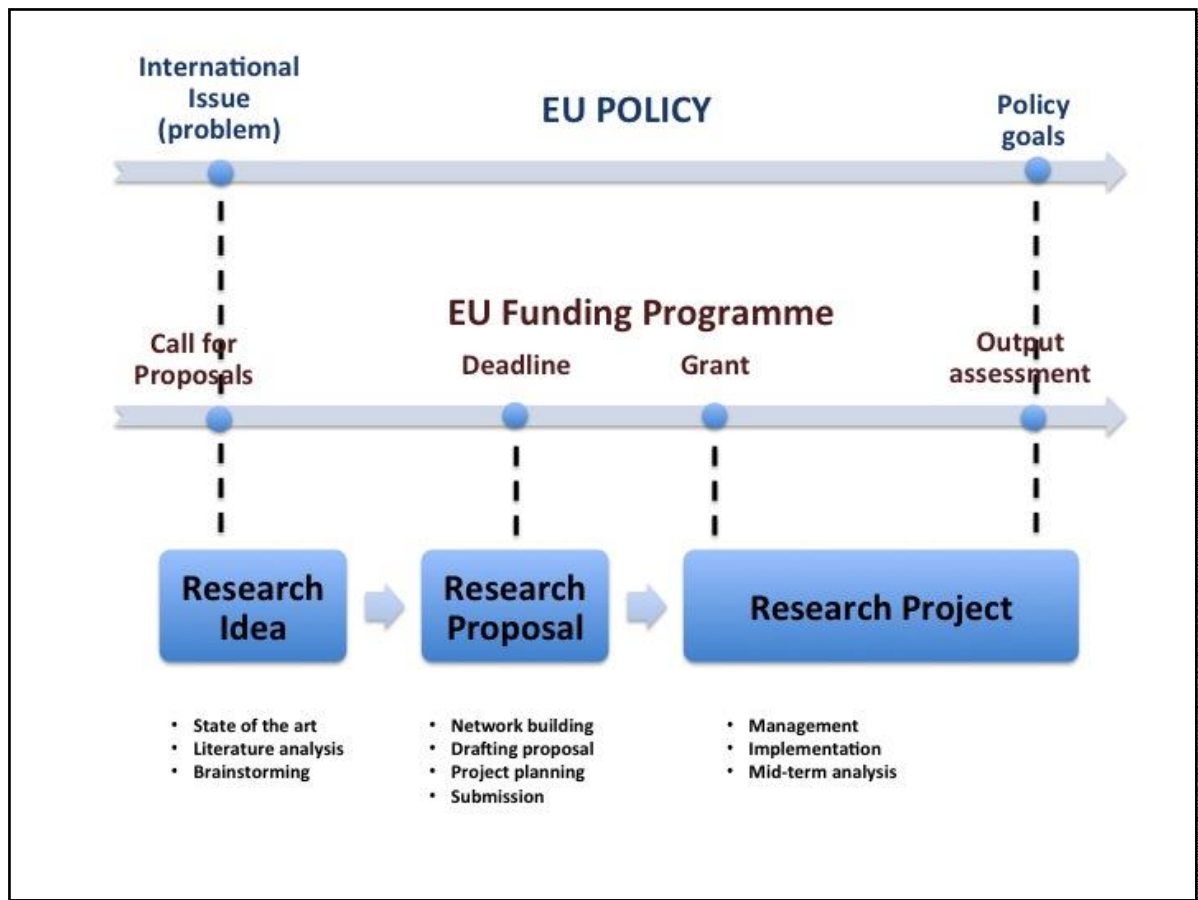 International
Issue
(problem)
EU POLICY
Policy
goals
EU Funding Programme
Call for
Proposals
Deadline
Grant
Output
assessment
Research
Idea
Research
Proposal
Research Project
• State of the art
• Literature analysis
• Brainstorming
• Network building
• Drafting proposal
• Project planning
• Submission
• Management
• Implementation
• Mid-term analysis